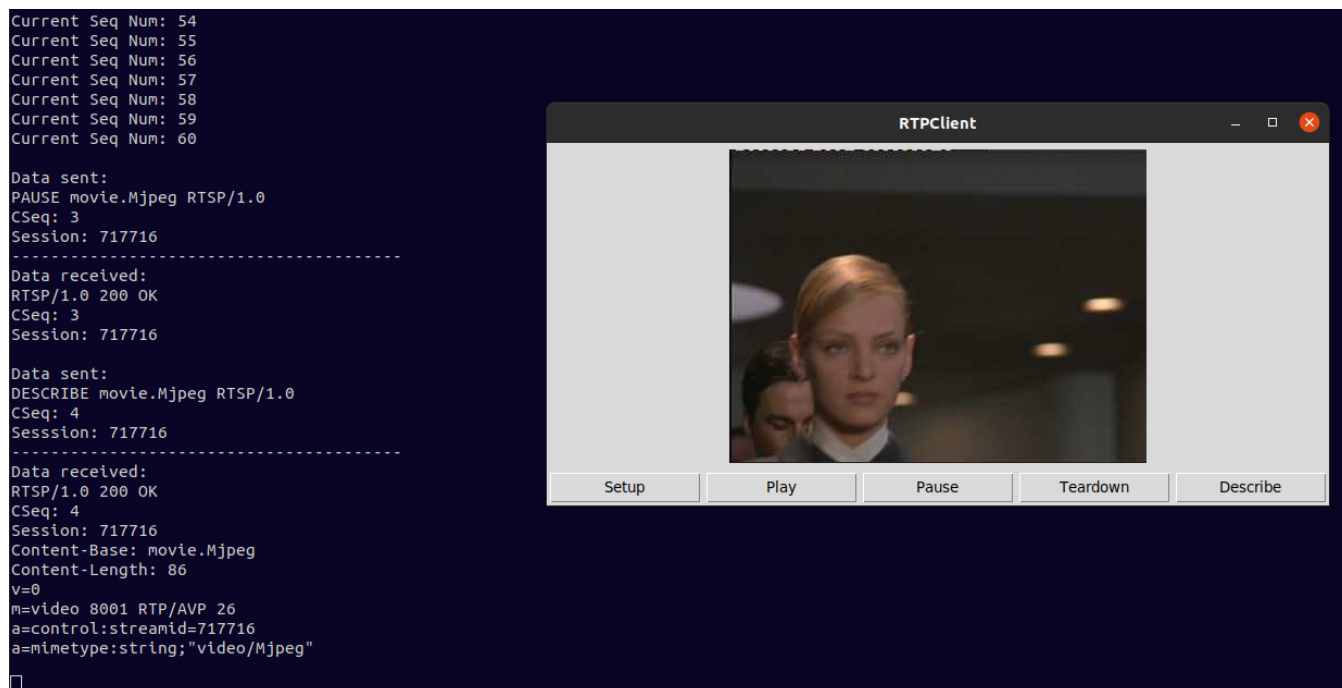 Current Seq Num: 54
Current Seq Num: 55
Current Seq Num: 56
Current Seq Num: 57
Current Seq Num: 58
Current Seq Num: 59
Current Seq Num: 60
Data sent:
PAUSE movie.Mjpeg RTSP/1.0
CSeq: 3
Session: 717716
----------------------------------------
Data received:
RTSP/1.0 200 OK
CSeq: 3
Session: 717716
Data sent:
DESCRIBE movie.Mjpeg RTSP/1.0
CSeq: 4
Sesssion: 717716
----------------------------------------
Data received:
RTSP/1.0 200 OK
CSeq: 4
Session: 717716
Content-Base: movie.Mjpeg
Content-Length: 86
v=0
m=video 8001 RTP/AVP 26
a=control:streamid=717716
a=mimetype:string;"video/Mjpeg"
RTPClient
Setup Play Pause Teardown Describe